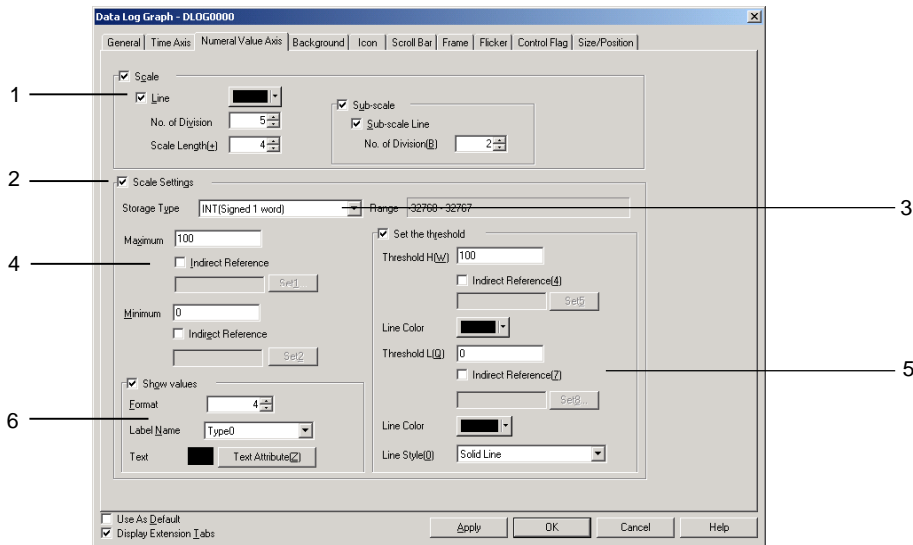 Data Log Graph - DLOG0000
General Time Axis Numeral Value Axis Background Icon Scroll Bar Frame Flicker Control Flag Size/Position
Scale
1
Line
Sub-scale
No. of Division 5
Sub-scale Line
Scale Length(+) 4
No. of Division(B) 2
2
Scale Settings
Storage Type INT(Signed 1 word) Range -32768 - 32767
3
Maximum 100
Set the threshold
Threshold H(W) 100
4
Indirect Reference
Set1...
Indirect Reference(4)
Set5
Minimum 0
Indirect Reference
Set2
Line Color
Threshold L(Q) 0
Indirect Reference(7)
5
Set8...
Show values
Format 4
6
Label Name Type0
Line Color
Text Text Attribute(Z)
Line Style(0) Solid Line
Use As Default
Display Extension Tabs
Apply OK Cancel Help